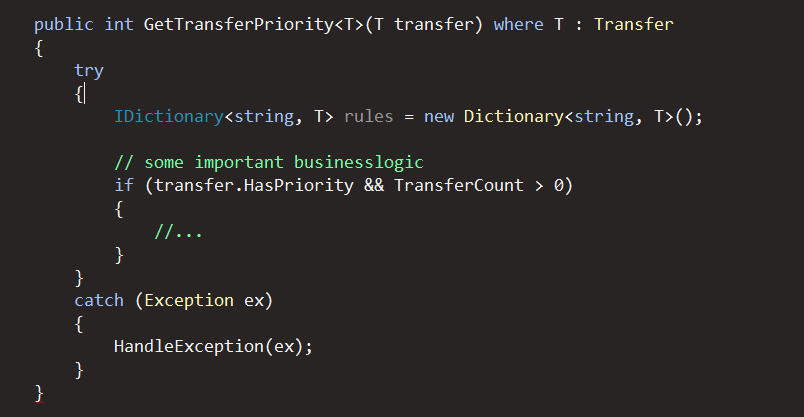 public int GetTransferPriority<T>(T transfer) where T : Transfer
{
    try
    {
        IDictionary<string, T> rules = new Dictionary<string, T>();

        // some important businesslogic
        if (transfer.HasPriority && TransferCount > 0)
        {
            //...
        }
    }
    catch (Exception ex)
    {
        HandleException(ex);
    }
}